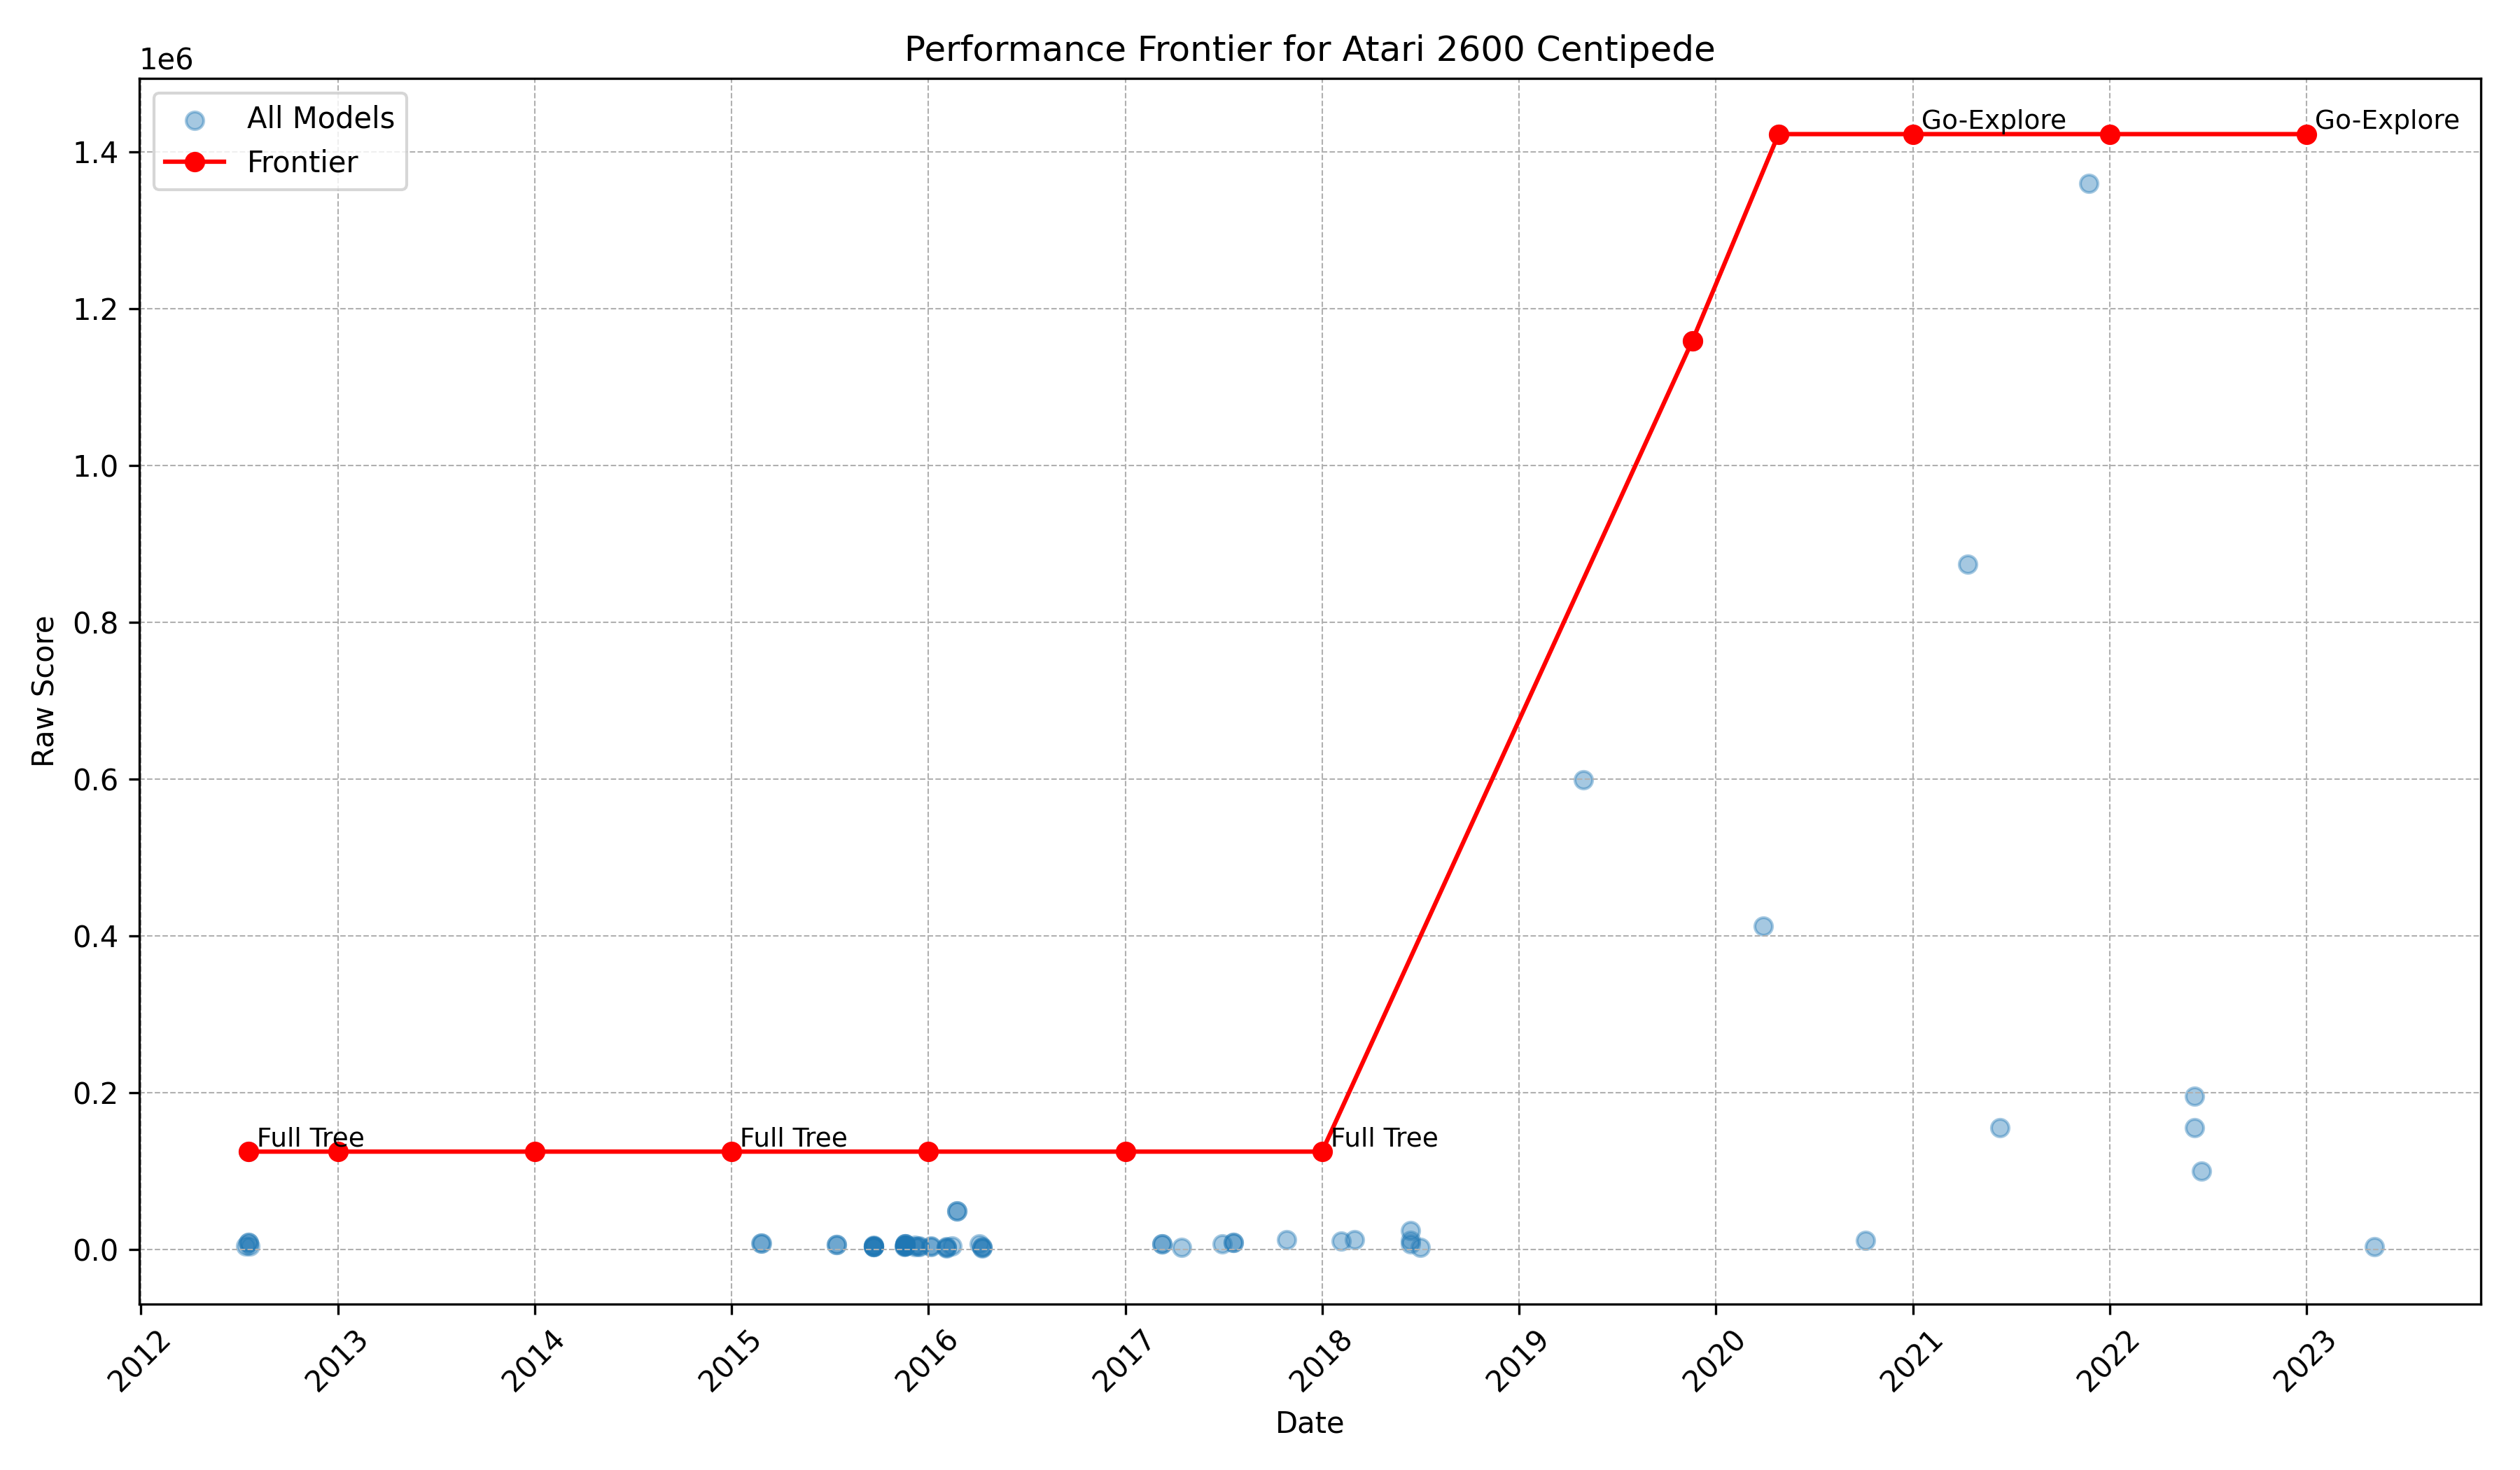 Performance Frontier for Atari 2600 Centipede
1e6
All Models
Frontier
Go-Explore
Go-Explore
Full Tree
Full Tree
Full Tree
1.4
1.2
1.0
0.8
0.6
0.4
0.2
0.0
Raw Score
2012
2013
2014
2015
2016
2017
2018
2019
2020
2021
2022
2023
Date